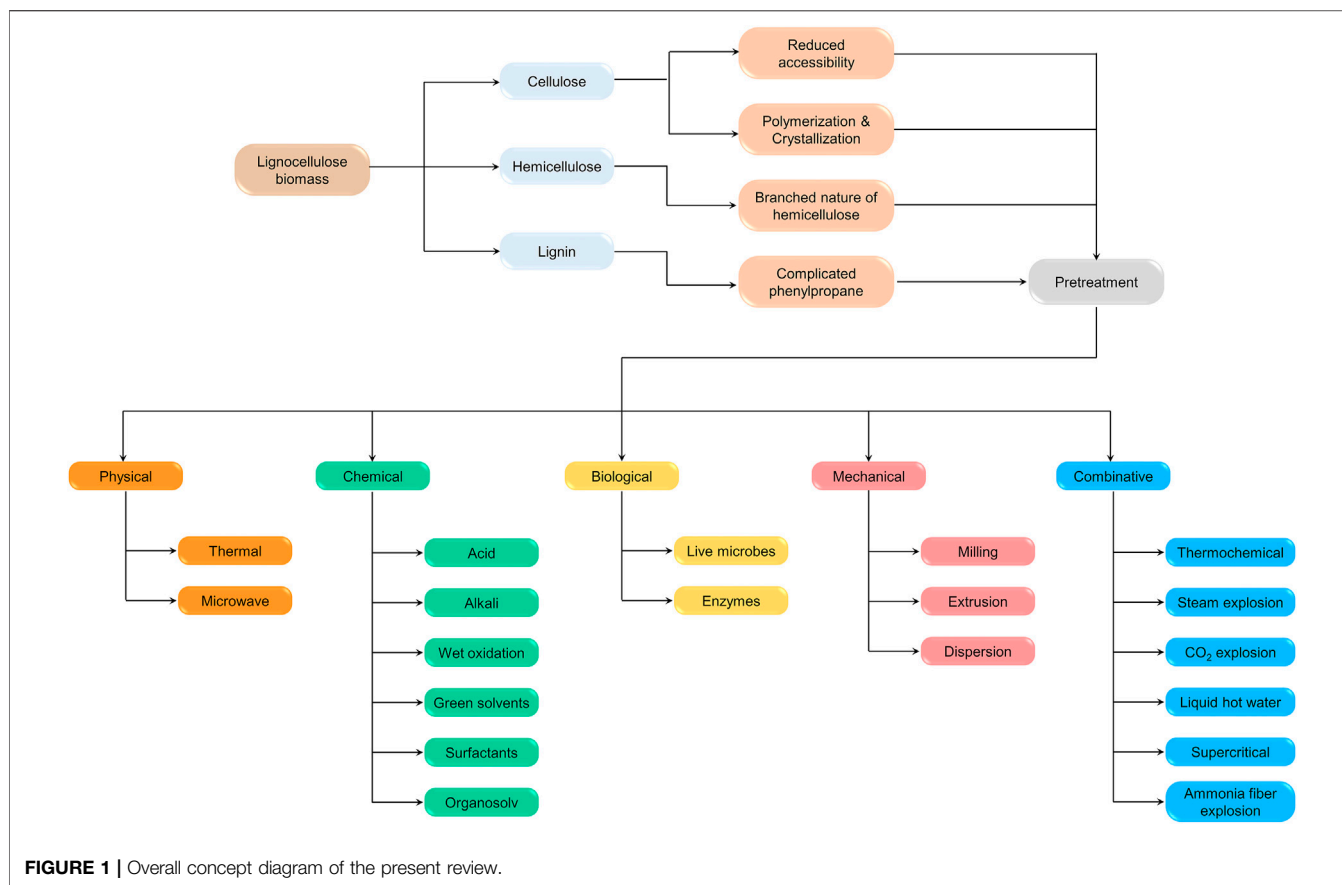 Reduced
accessibility
Cellulose
Polymerization &
Crystallization
Lignocellulose
biomass
Hemicellulose
Branched nature of
hemicellulose
Lignin
Complicated
phenylpropane
Pretreatment
Physical
Chemical
Biological
Mechanical
Combinative
Thermal
Microwave
Acid
Alkali
Wet oxidation
Green solvents
Surfactants
Organosolv
Live microbes
Enzymes
Milling
Extrusion
Dispersion
Thermochemical
Steam explosion
CO₂ explosion
Liquid hot water
Supercritical
Ammonia fiber
explosion
FIGURE 1 | Overall concept diagram of the present review.